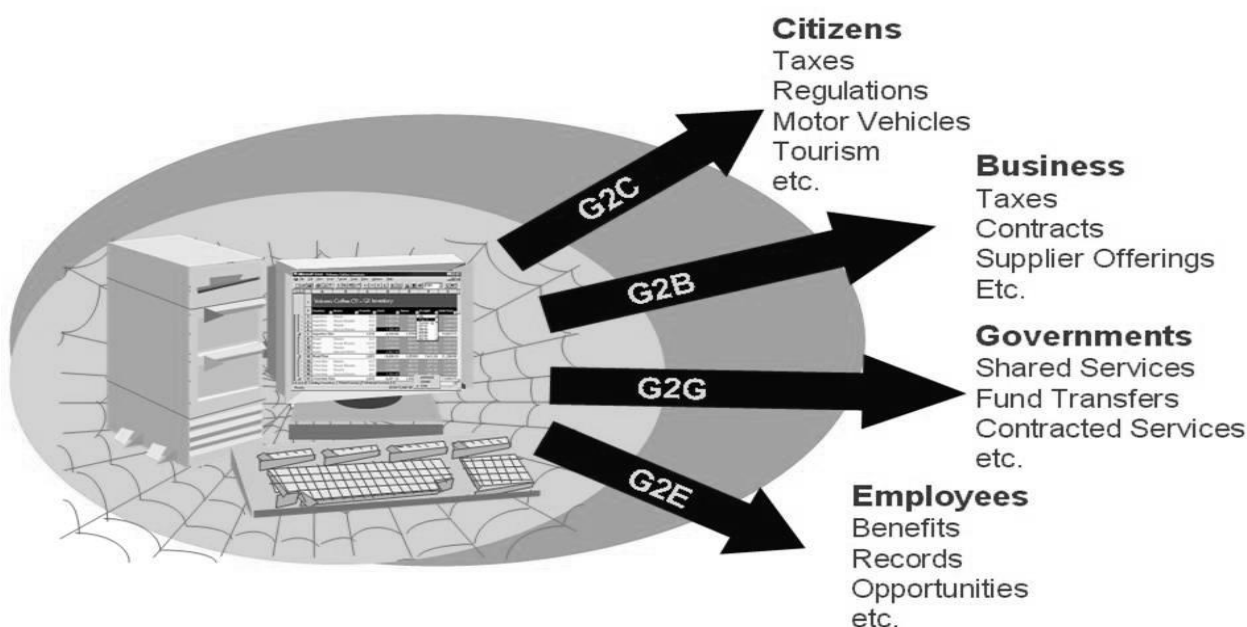 Citizens
Taxes
Regulations
Motor Vehicles
Tourism
etc.
G2C
Business
Taxes
Contracts
Supplier Offerings
Etc.
G2B
Governments
Shared Services
Fund Transfers
Contracted Services
etc.
G2G
Employees
Benefits
Records
Opportunities
etc.
G2E